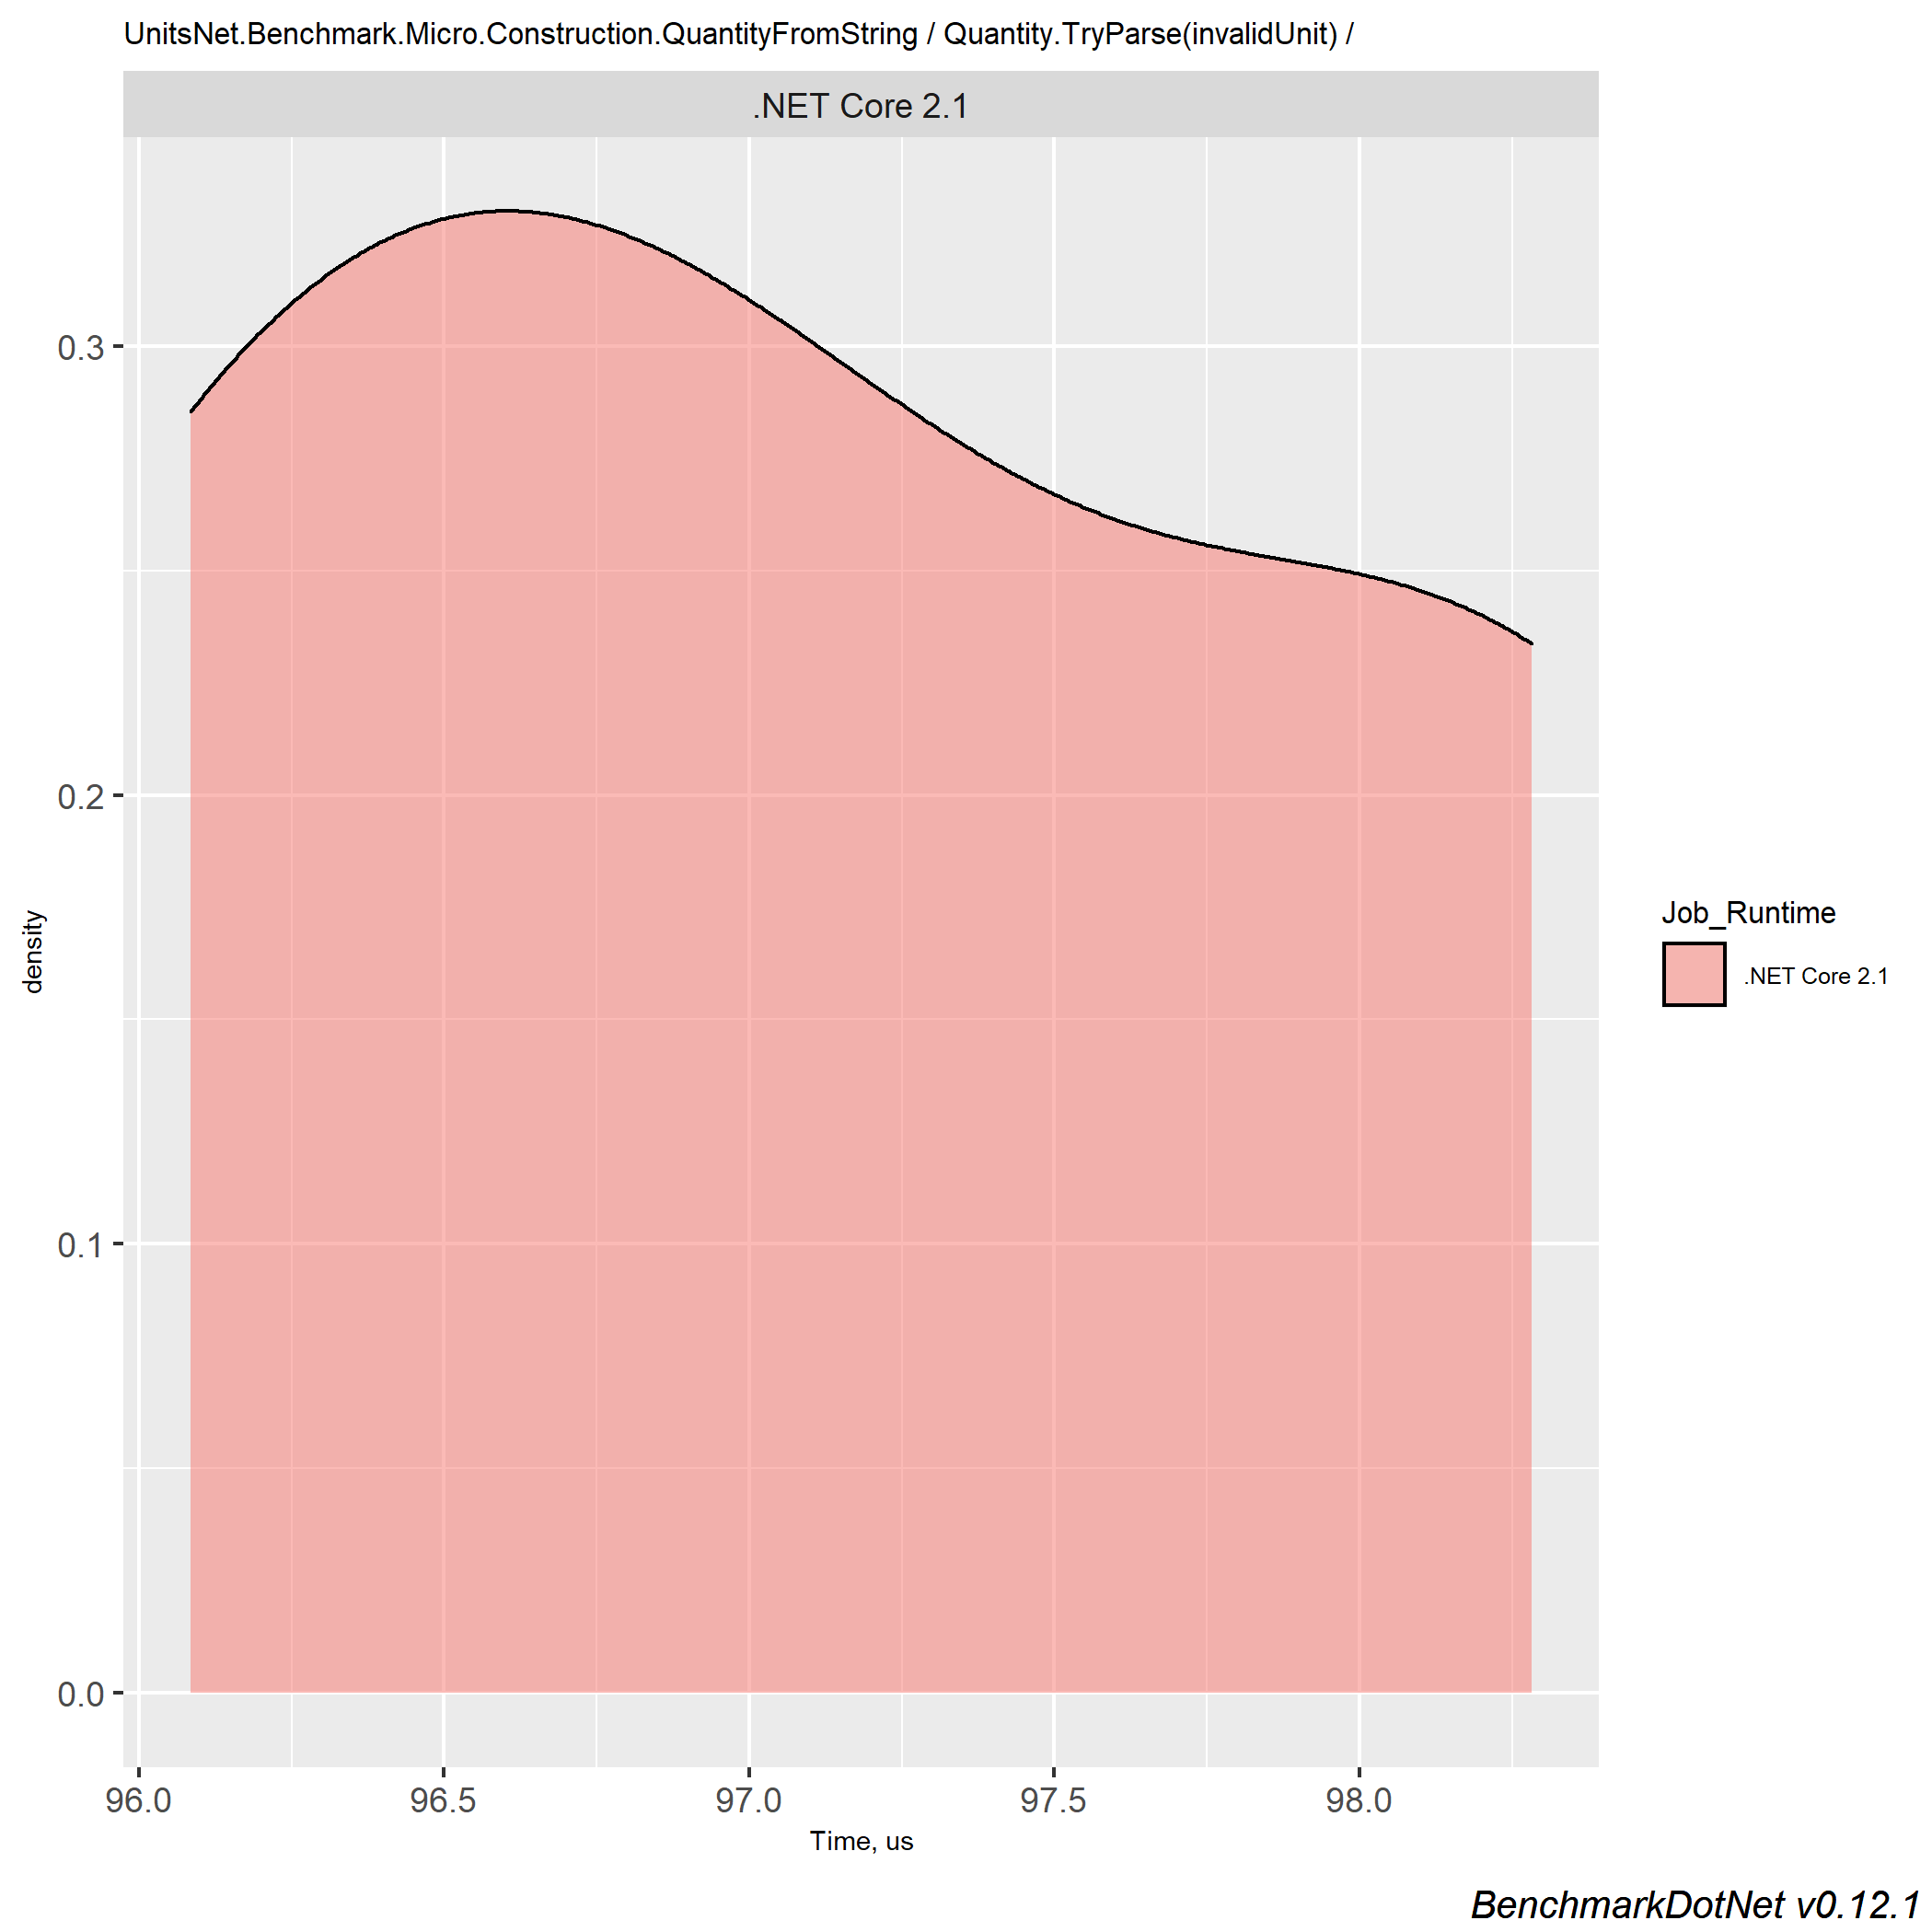 UnitsNet.Benchmark.Micro.Construction.QuantityFromString / Quantity.TryParse(invalidUnit) /
.NET Core 2.1
0.3
0.2
0.1
0.0
density
96.0 96.5 97.0 97.5 98.0
Time, us
Job_Runtime
.NET Core 2.1
BenchmarkDotNet v0.12.1